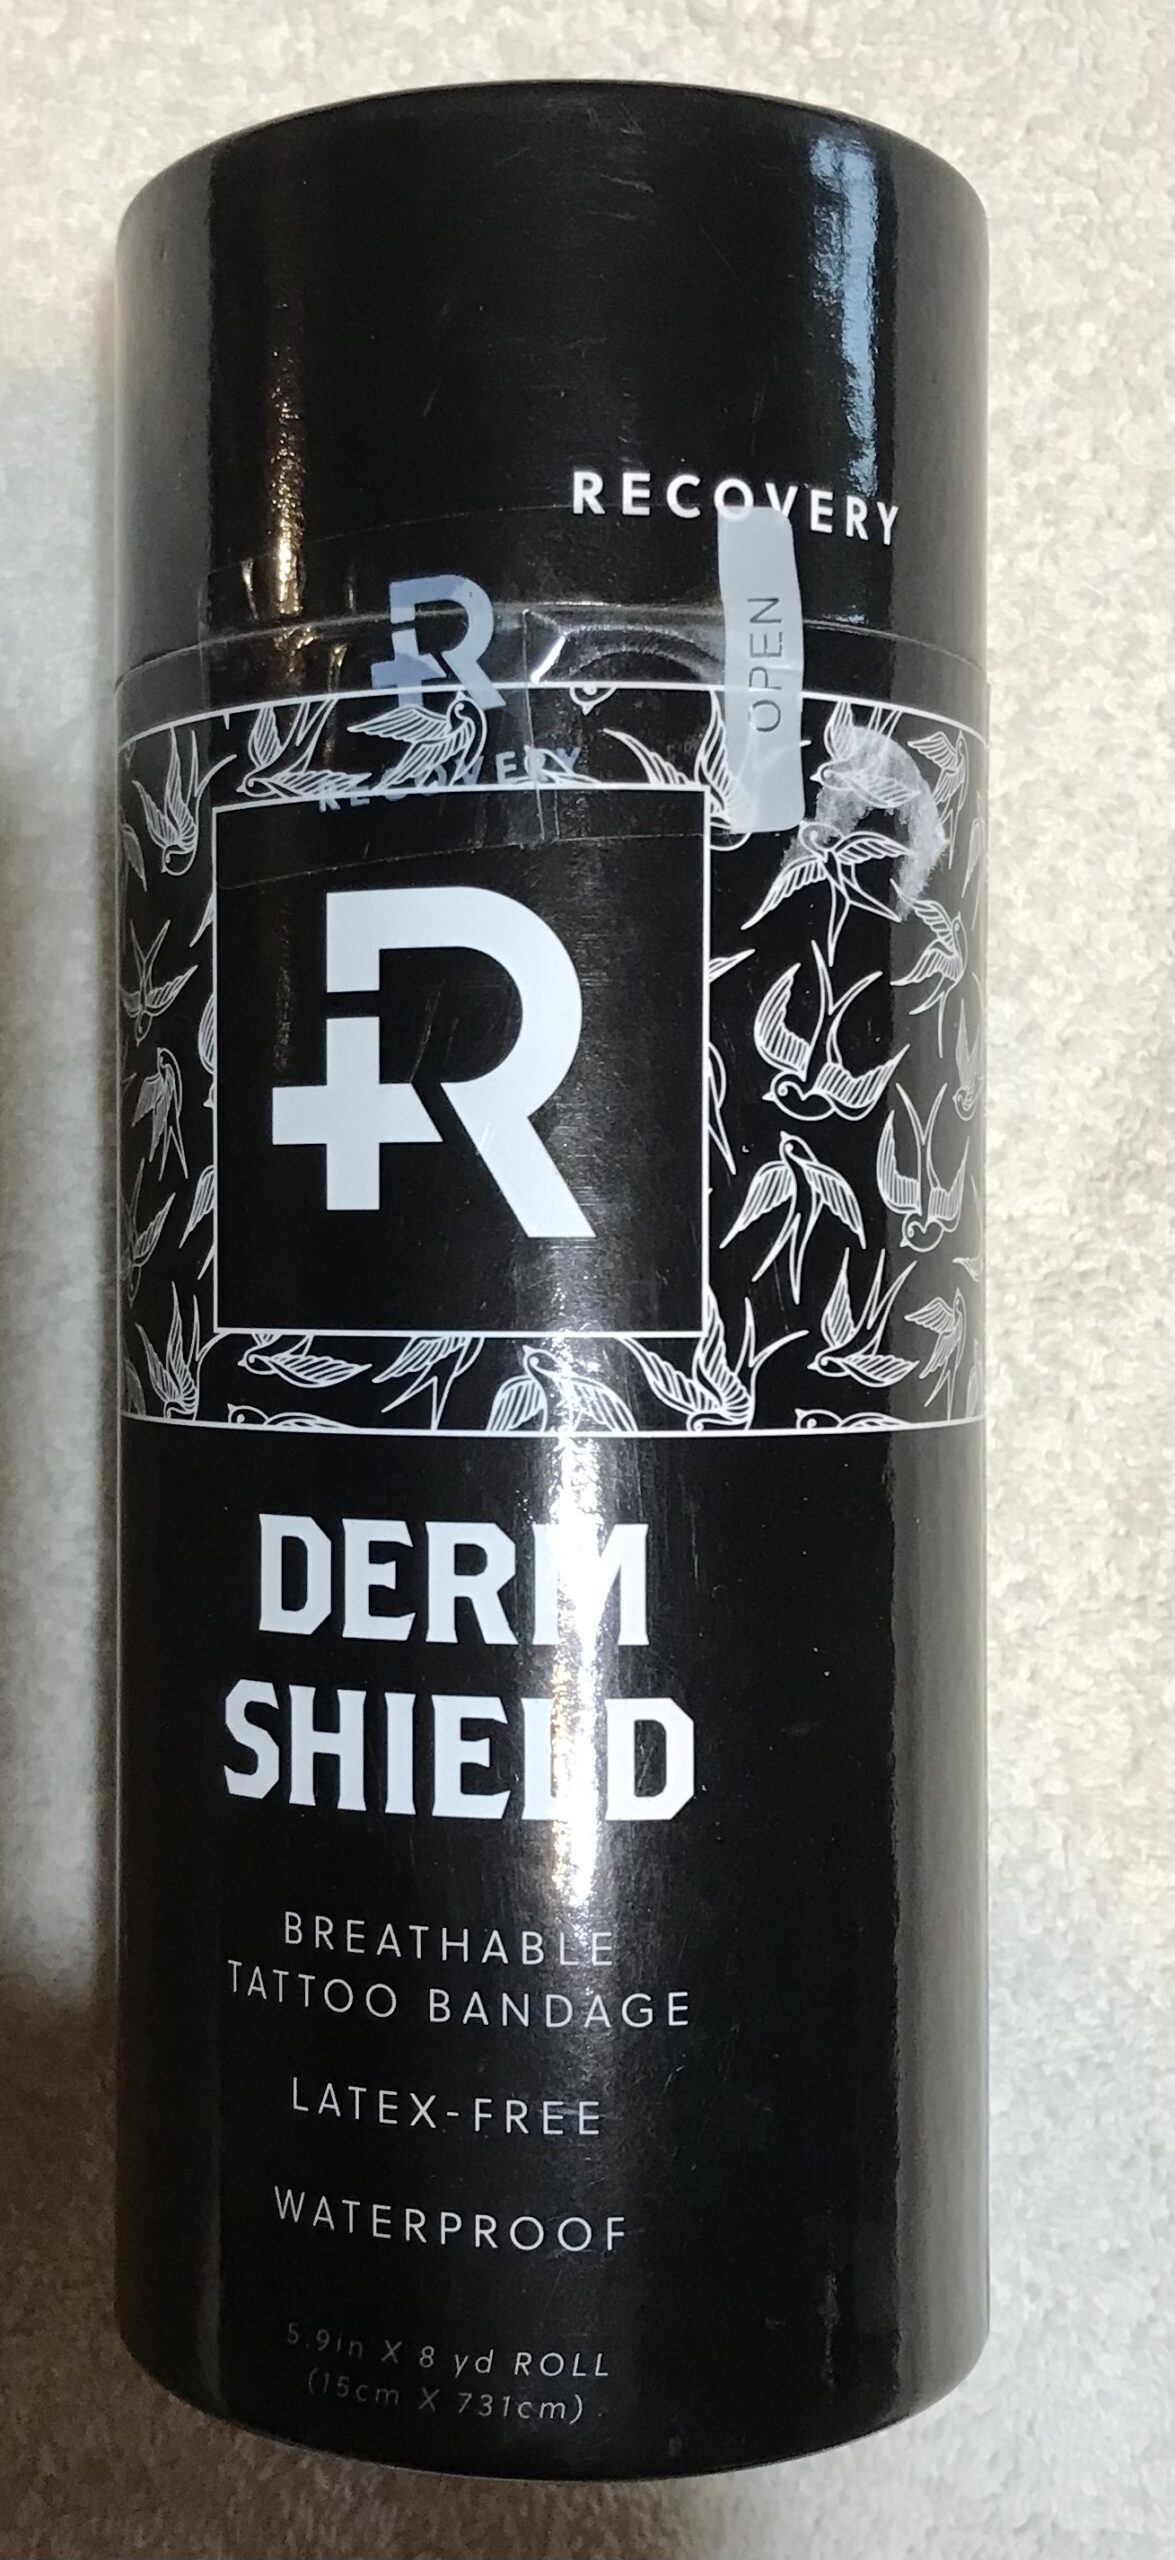 RECOVERY
OPEN
R
RECOVERY
R
DERM
SHIELD
BREATHABLE
TATTOO BANDAGE
LATEX-FREE
WATERPROOF
5.9in X 8 yd ROLL
(15cm X 731cm)